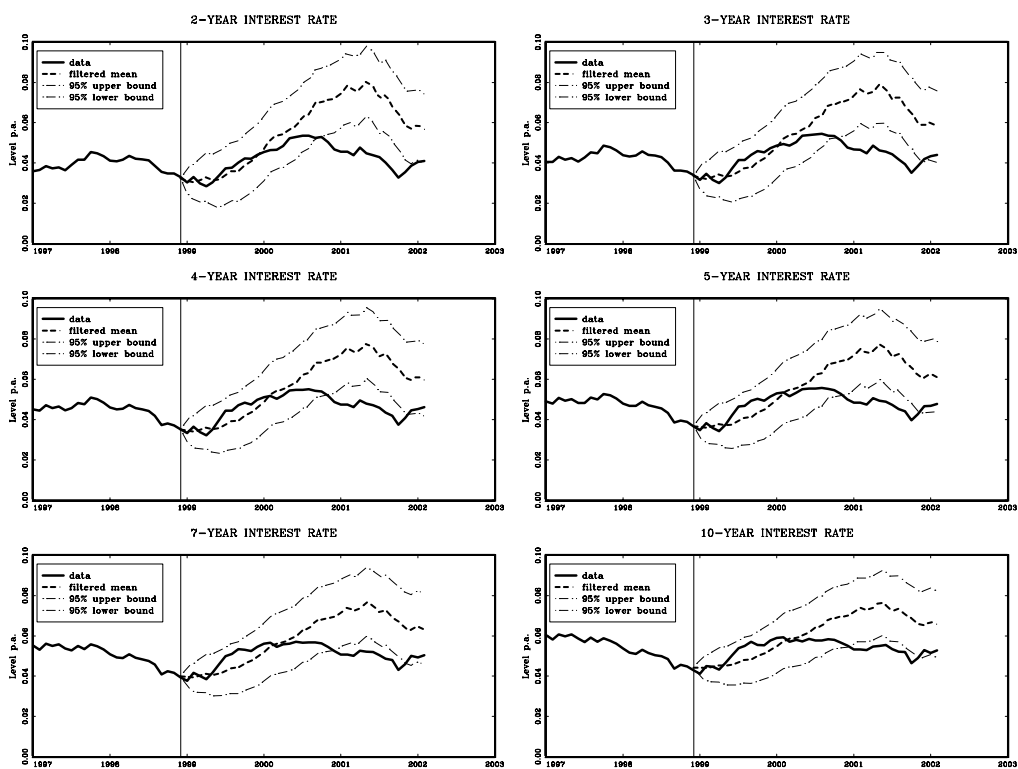 2-YEAR INTEREST RATE
Level p.a.
0.00 0.02 0.04 0.06 0.08 0.10
data
filtered mean
95% upper bound
95% lower bound
1997 1998 1999 2000 2001 2002 2003
3-YEAR INTEREST RATE
Level p.a.
0.00 0.02 0.04 0.06 0.08 0.10
data
filtered mean
95% upper bound
95% lower bound
1997 1998 1999 2000 2001 2002 2003
4-YEAR INTEREST RATE
Level p.a.
0.00 0.02 0.04 0.06 0.08 0.10
data
filtered mean
95% upper bound
95% lower bound
1997 1998 1999 2000 2001 2002 2003
5-YEAR INTEREST RATE
Level p.a.
0.00 0.02 0.04 0.06 0.08 0.10
data
filtered mean
95% upper bound
95% lower bound
1997 1998 1999 2000 2001 2002 2003
7-YEAR INTEREST RATE
Level p.a.
0.00 0.02 0.04 0.06 0.08 0.10
data
filtered mean
95% upper bound
95% lower bound
1997 1998 1999 2000 2001 2002 2003
10-YEAR INTEREST RATE
Level p.a.
0.00 0.02 0.04 0.06 0.08 0.10
data
filtered mean
95% upper bound
95% lower bound
1997 1998 1999 2000 2001 2002 2003